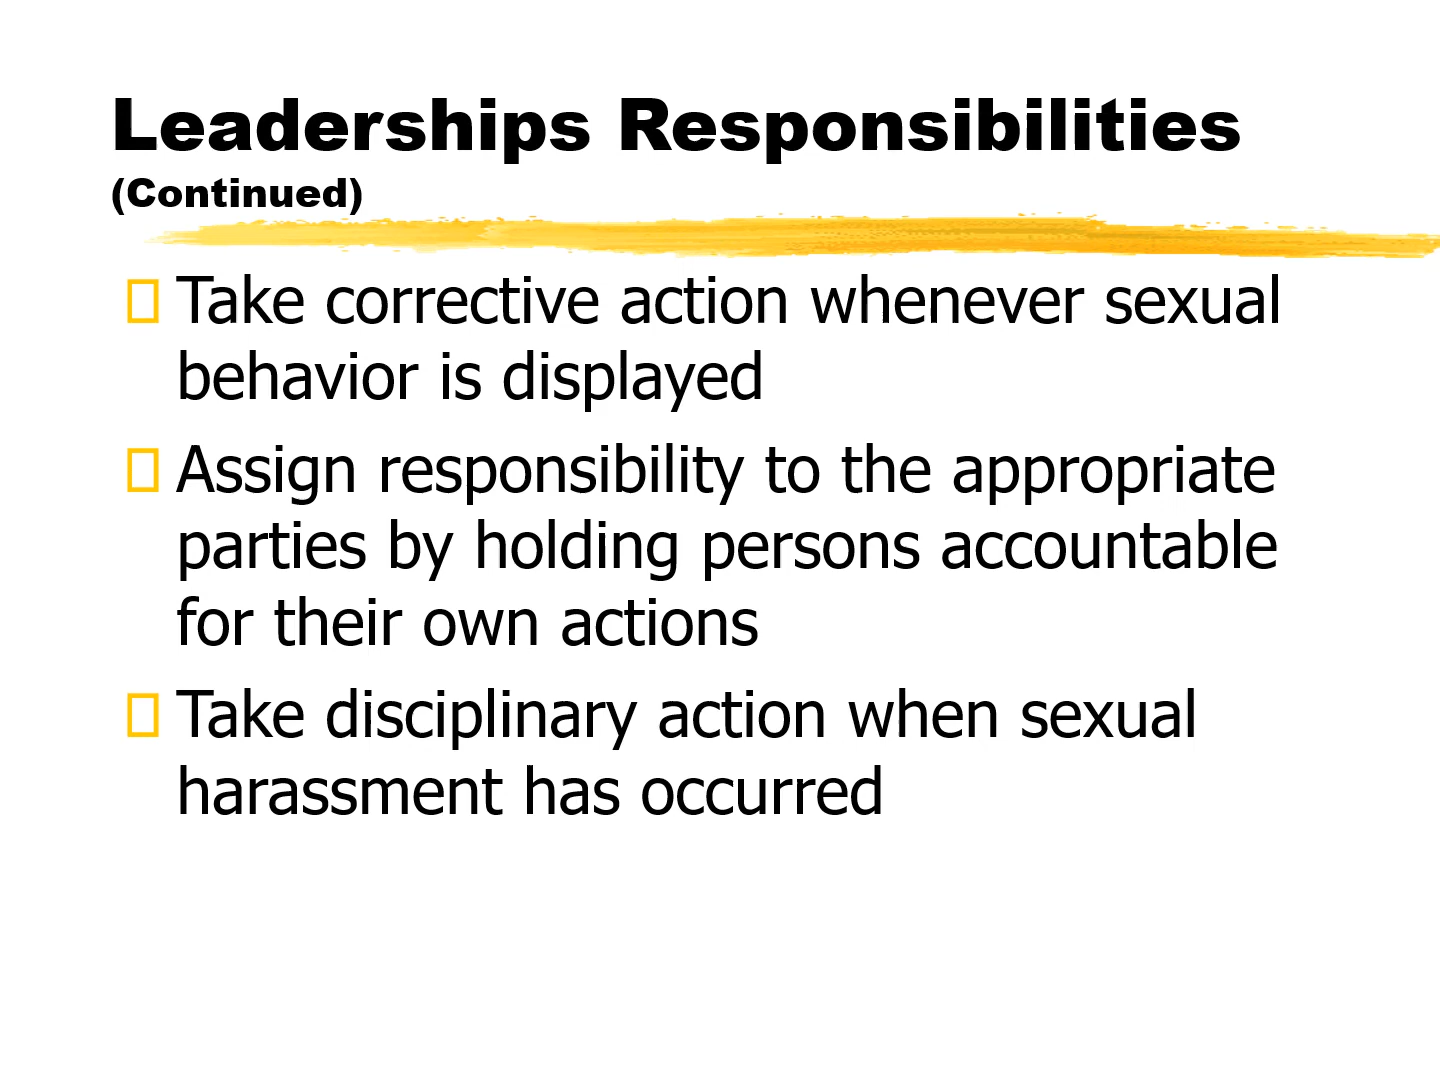 Leaderships Responsibilities
(Continued)
Take corrective action whenever sexual
behavior is displayed
Assign responsibility to the appropriate
parties by holding persons accountable
for their own actions
Take disciplinary action when sexual
harassment has occurred